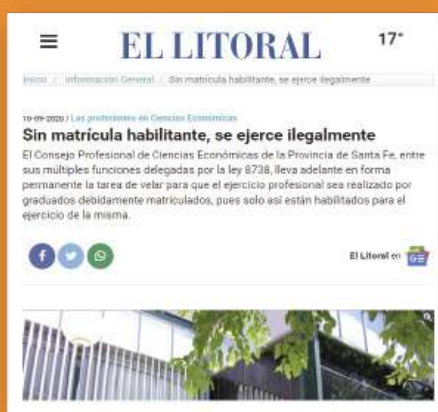 EL LITORAL
17°
Inicio / Información General / Sin matrícula habilitante, se ejerce ilegalmente
10-09-2020 / Las profesiones en Ciencias Económicas
Sin matrícula habilitante, se ejerce ilegalmente
El Consejo Profesional de Ciencias Económicas de la Provincia de Santa Fe, entre
sus múltiples funciones delegadas por la ley 8738, lleva adelante en forma
permanente la tarea de velar para que el ejercicio profesional sea realizado por
graduados debidamente matriculados, pues solo así están habilitados para el
ejercicio de la misma.
El Litoral en